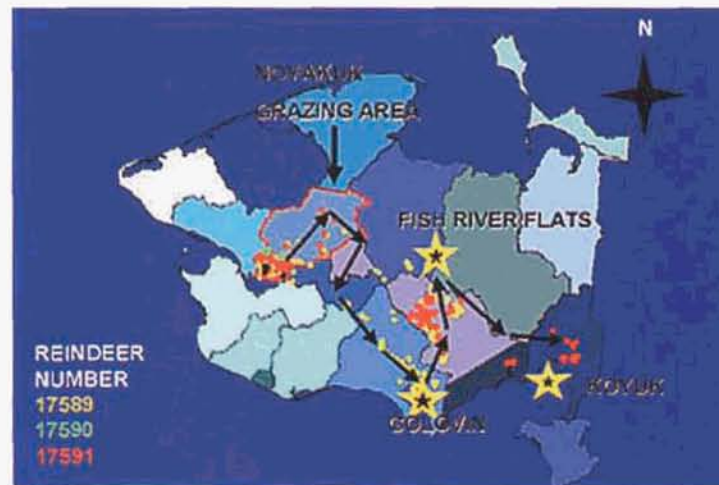 N
NOYAKUK
GRAZING AREA
FISH RIVER FLATS
REINDEER
NUMBER
17589
17590
17591
KOYUK
GOLOVIN